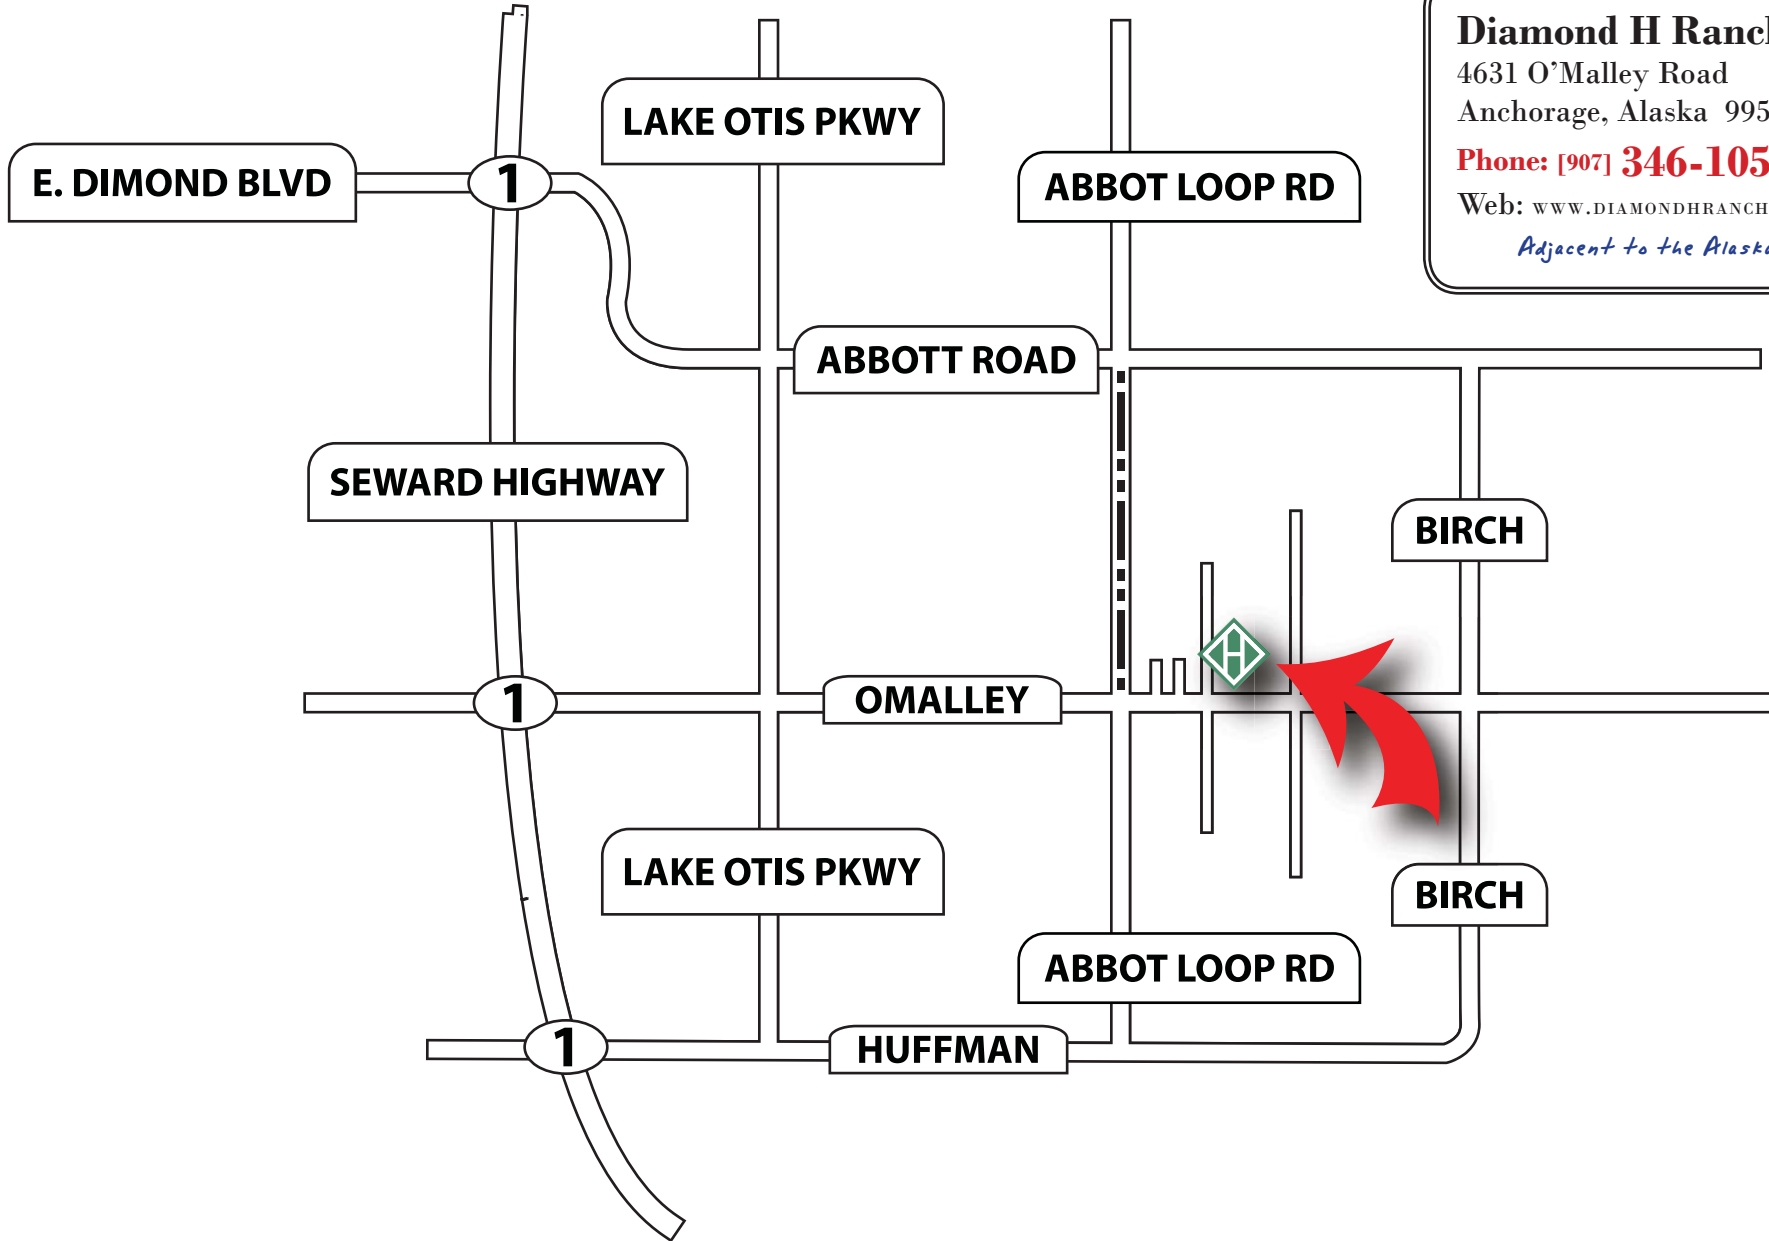 Diamond H Ranch
4631 O'Malley Road
Anchorage, Alaska 995
Phone: [907] 346-105
Web: WWW.DIAMONDHRANCH
Adjacent to the Alaska
LAKE OTIS PKWY
E. DIMOND BLVD
1
ABBOT LOOP RD
ABBOTT ROAD
SEWARD HIGHWAY
BIRCH
H
1
OMALLEY
LAKE OTIS PKWY
BIRCH
ABBOT LOOP RD
1
HUFFMAN